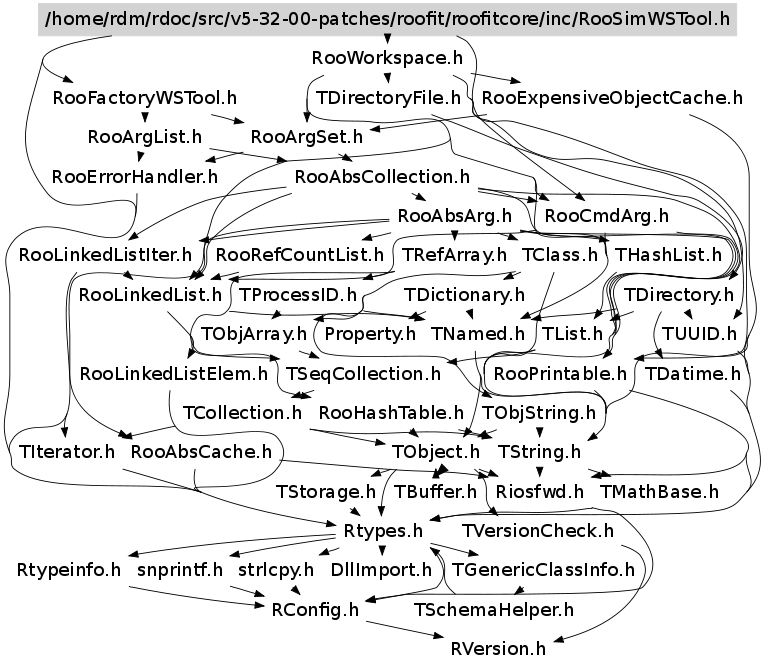 /home/rdm/rdoc/src/v5-32-00-patches/roofit/roofitcore/inc/RooSimWSTool.h
RooWorkspace.h
RooFactoryWSTool.h TDirectoryFile.h RooExpensiveObjectCache.h
RooArgList.h RooArgSet.h
RooErrorHandler.h RooAbsCollection.h
RooAbsArg.h RooCmdArg.h
RooLinkedListIter.h RooRefCountList.h TRefArray.h TClass.h THashList.h
RooLinkedList.h TProcessID.h TDictionary.h TDirectory.h
TObjArray.h Property.h TNamed.h TList.h TUUID.h
RooLinkedListElem.h TSeqCollection.h RooPrintable.h TDatime.h
TCollection.h RooHashTable.h TObjString.h
TIterator.h RooAbsCache.h TObject.h TString.h
TStorage.h TBuffer.h Riosfwd.h TMathBase.h
Rtypes.h TVersionCheck.h
Rtypeinfo.h snprintf.h strlcpy.h DllImport.h TGenericClassInfo.h
RConfig.h TSchemaHelper.h
RVersion.h